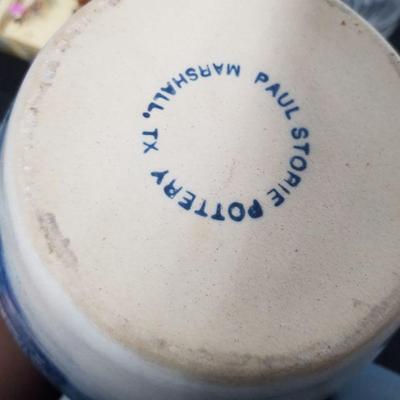 PAUL STORIE POTTERY
MARSHALL, TX